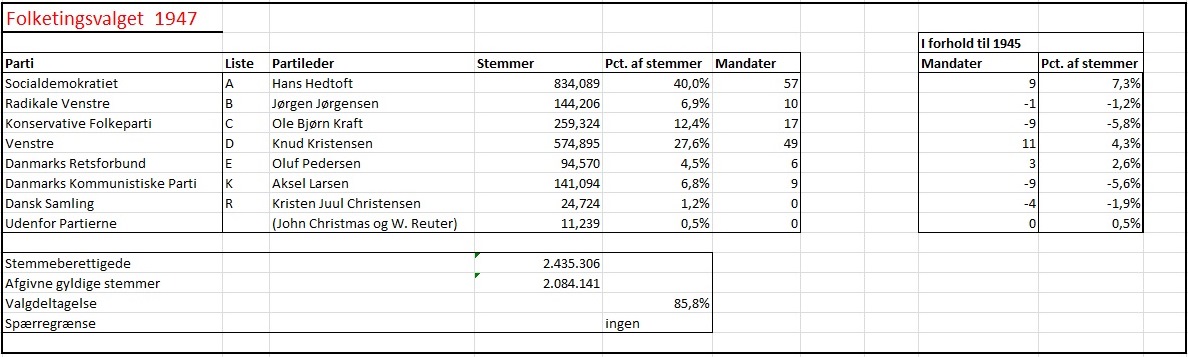 Folketingsvalget 1947
I forhold til 1945
Parti Liste Partileder Stemmer Pct. af stemmer Mandater Mandater Pct. af stemmer
Socialdemokratiet A Hans Hedtoft 834,089 40,0% 57 9 7,3%
Radikale Venstre B Jørgen Jørgensen 144,206 6,9% 10 -1 -1,2%
Konservative Folkeparti C Ole Bjørn Kraft 259,324 12,4% 17 -9 -5,8%
Venstre D Knud Kristensen 574,895 27,6% 49 11 4,3%
Danmarks Retsforbund E Oluf Pedersen 94,570 4,5% 6 3 2,6%
Danmarks Kommunistiske Parti K Aksel Larsen 141,094 6,8% 9 -9 -5,6%
Dansk Samling R Kristen Juul Christensen 24,724 1,2% 0 -4 -1,9%
Udenfor Partierne (John Christmas og W. Reuter) 11,239 0,5% 0 0 0,5%
Stemmeberettigede 2.435.306
Afgivne gyldige stemmer 2.084.141
Valgdeltagelse 85,8%
Spærregrænse ingen